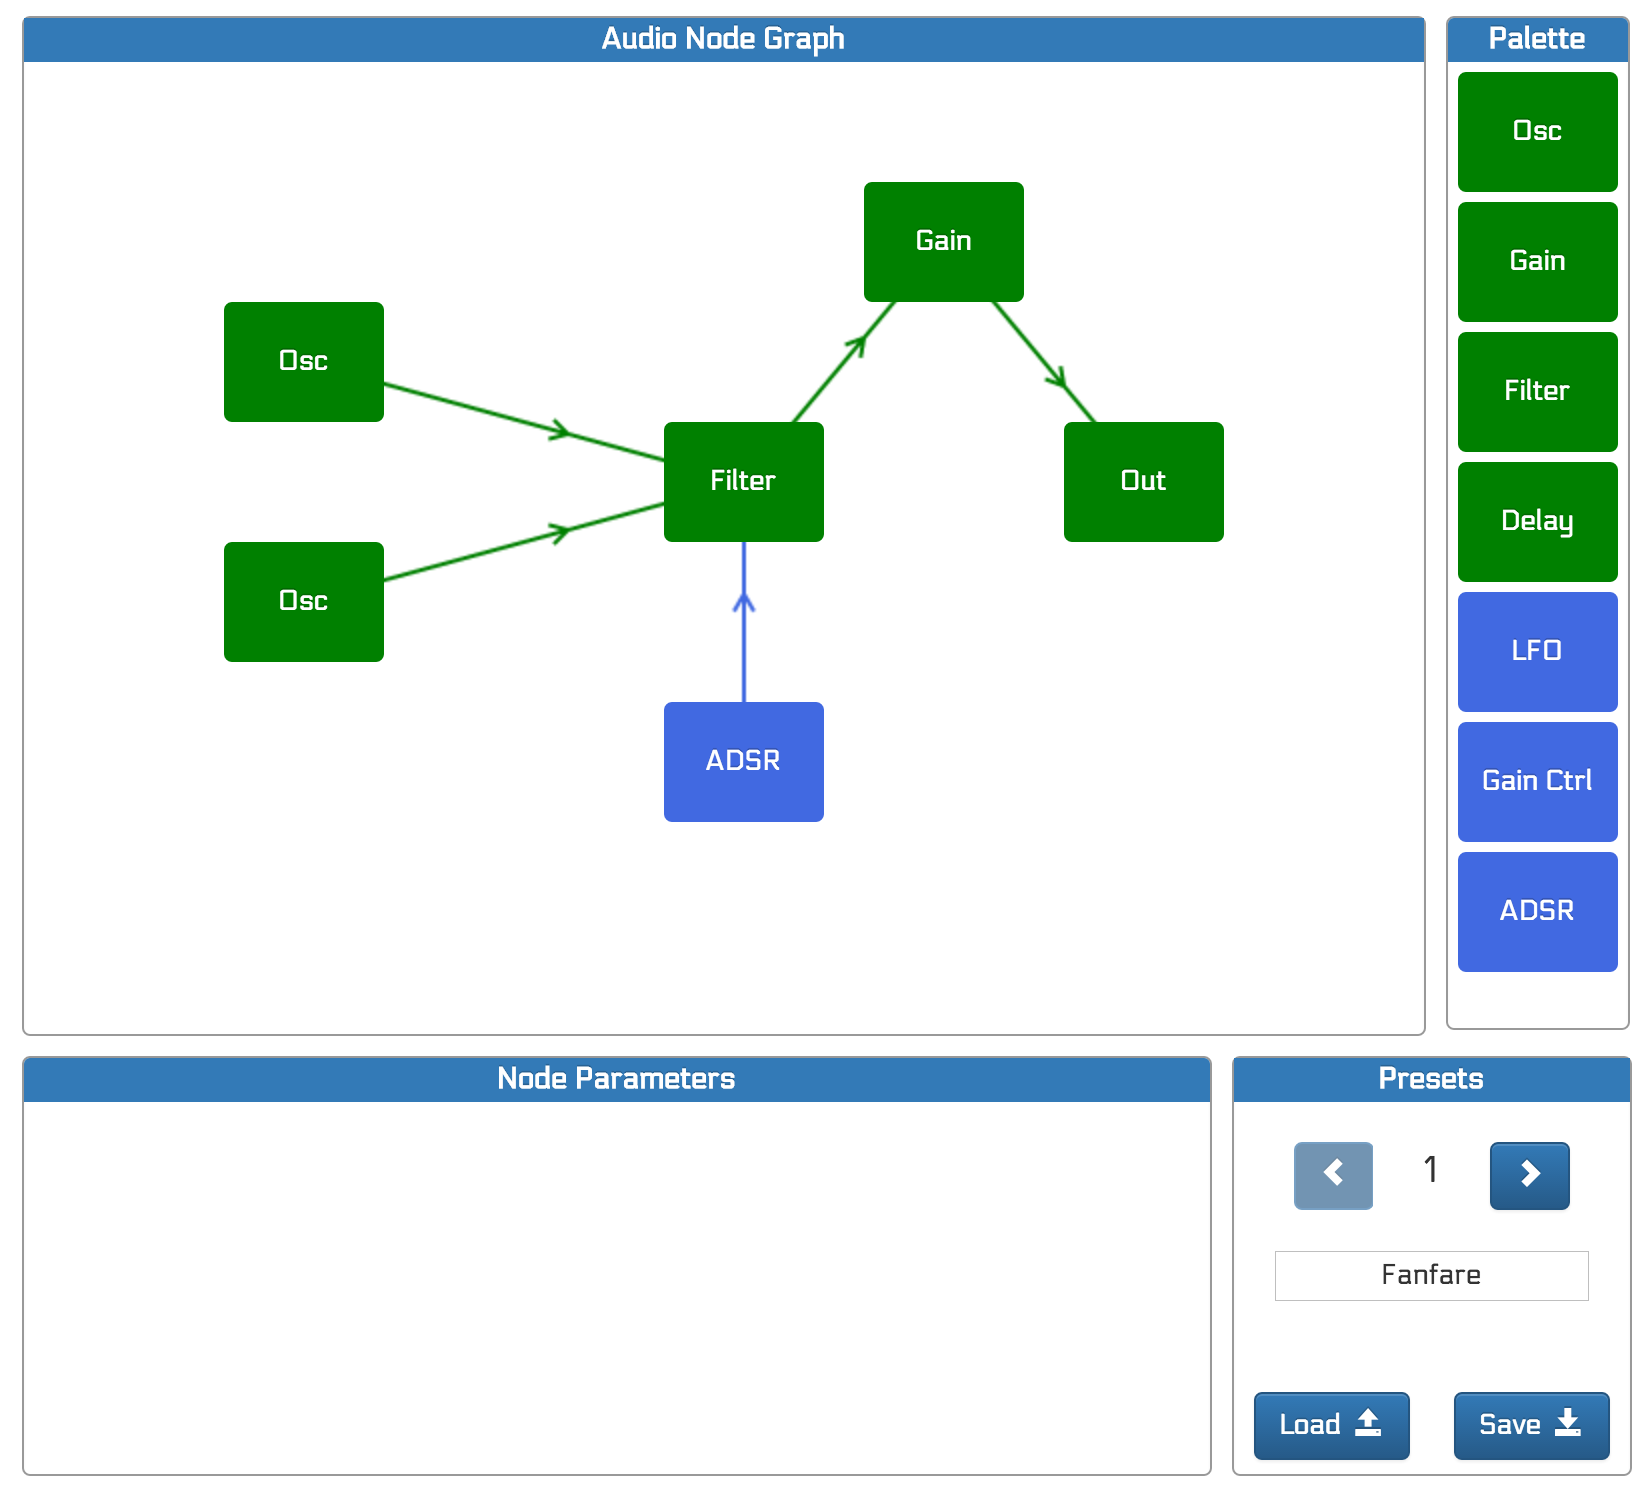 Audio Node Graph
Gain
Osc
Filter
Out
Osc
ADSR
Palette
Osc
Gain
Filter
Delay
LFO
Gain Ctrl
ADSR
Node Parameters
Presets
1
Fanfare
Load
Save